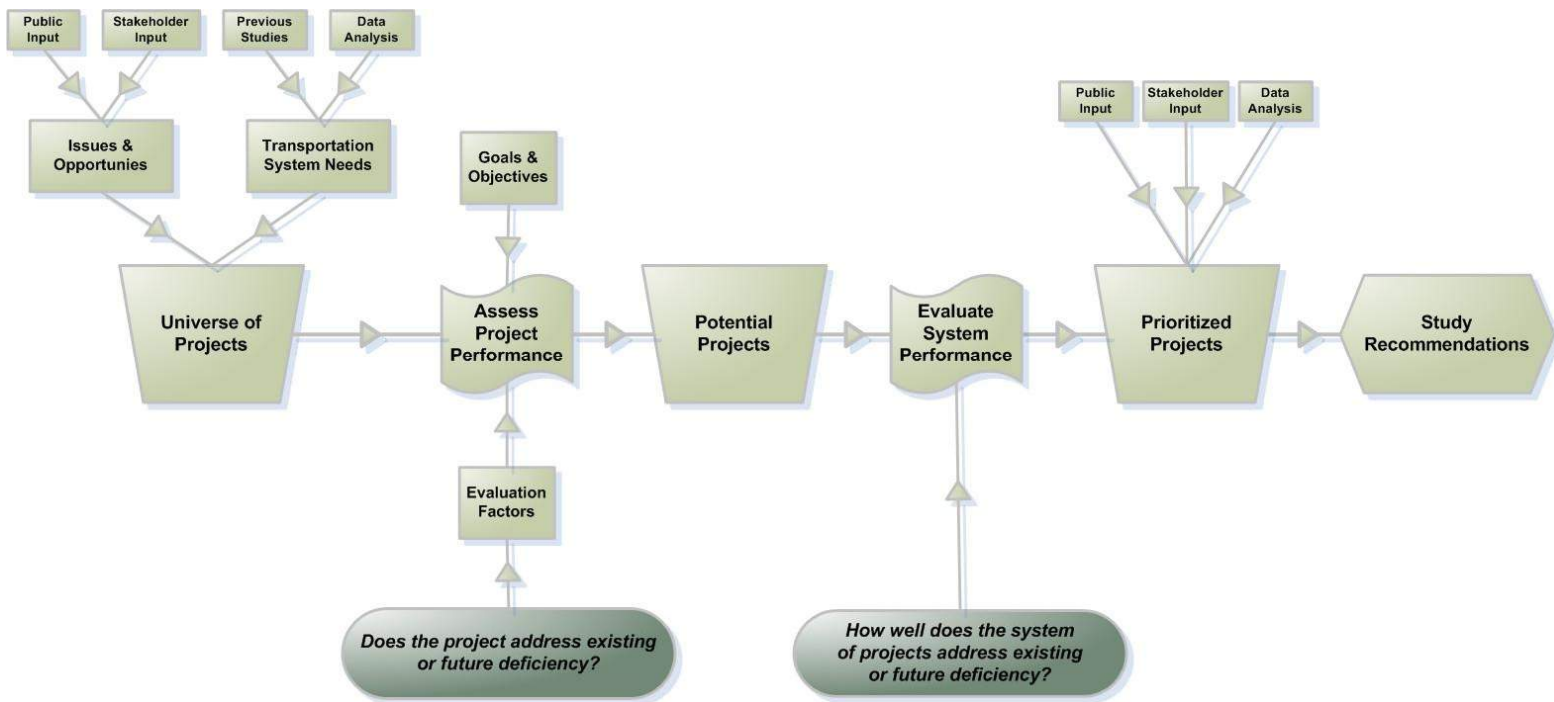 Public
Input
Stakeholder
Input
Previous
Studies
Data
Analysis
Public
Input
Stakeholder
Input
Data
Analysis
Issues &
Opportunies
Transportation
System Needs
Goals &
Objectives
Universe of
Projects
Assess
Project
Performance
Potential
Projects
Evaluate
System
Performance
Prioritized
Projects
Study
Recommendations
Evaluation
Factors
Does the project address existing
or future deficiency?
How well does the system
of projects address existing
or future deficiency?